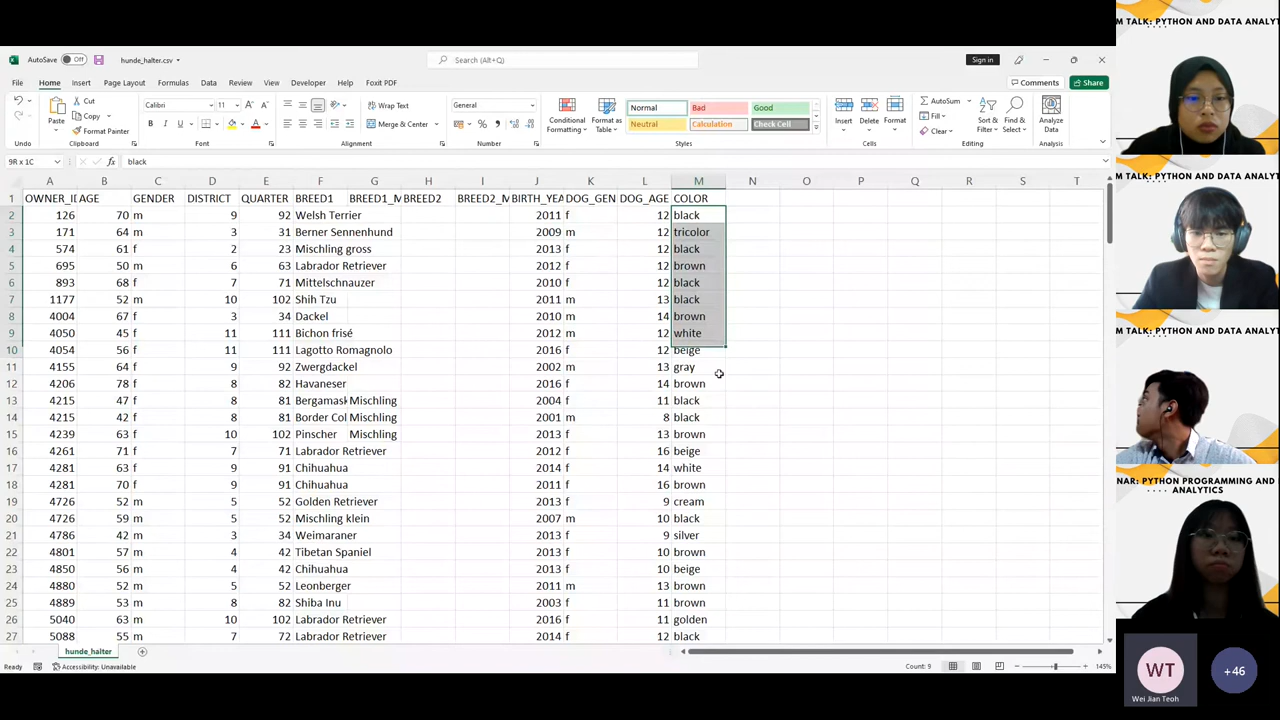 AutoSave Off hunde_halter.csv Search (Alt+Q) Sign in
File Home Insert Page Layout Formulas Data Review View Developer Help Foxit PDF Comments Share
Cut Calibri 11 Wrap Text General Normal Bad Good AutoSum
Paste Copy Conditional Formatting Format as Table Neutral Calculation Check Cell Insert Delete Format Fill Sort & Filter Find & Select Analyze Data
Format Painter B I U Merge & Center Clear
Undo Clipboard Font Alignment Number Styles Cells Editing Analysis
9R x 1C fx black
A B C D E F G H I J K L M N O P Q R S T
1 OWNER_ID AGE GENDER DISTRICT QUARTER BREED1 BREED1_M BREED2 BREED2_M BIRTH_YEA DOG_GEN DOG_AGE COLOR
2 126 70 m 9 92 Welsh Terrier 2011 f 12 black
3 171 64 m 3 31 Berner Sennenhund 2009 m 12 tricolor
4 574 61 f 2 23 Mischling gross 2013 f 12 black
5 695 50 m 6 63 Labrador Retriever 2012 f 12 brown
6 893 68 f 7 71 Mittelschnauzer 2010 f 12 black
7 1177 52 m 10 102 Shih Tzu 2011 m 13 black
8 4004 67 f 3 34 Dackel 2010 m 14 brown
9 4050 45 f 11 111 Bichon frisé 2012 m 12 white
10 4054 56 f 11 111 Lagotto Romagnolo 2016 f 12 beige
11 4155 64 f 9 92 Zwergdackel 2002 m 13 gray
12 4206 78 f 8 82 Havaneser 2016 f 14 brown
13 4215 47 f 8 81 Bergamask Mischling 2004 f 11 black
14 4215 42 f 8 81 Border Col Mischling 2001 m 8 black
15 4239 63 f 10 102 Pinscher Mischling 2013 f 13 brown
16 4261 71 f 7 71 Labrador Retriever 2012 f 16 beige
17 4281 63 f 9 91 Chihuahua 2014 f 14 white
18 4281 70 f 9 91 Chihuahua 2011 f 16 brown
19 4726 52 m 5 52 Golden Retriever 2013 f 9 cream
20 4726 59 m 5 52 Mischling klein 2007 m 10 black
21 4786 42 m 3 34 Weimaraner 2013 f 9 silver
22 4801 57 m 4 42 Tibetan Spaniel 2013 f 10 brown
23 4850 56 m 4 42 Chihuahua 2013 f 10 beige
24 4880 52 m 5 52 Leonberger 2011 m 13 brown
25 4889 53 m 8 82 Shiba Inu 2003 f 11 brown
26 5040 63 m 10 102 Labrador Retriever 2016 f 11 golden
27 5088 55 m 7 72 Labrador Retriever 2014 f 12 black
hunde_halter
Ready Accessibility: Unavailable Count: 9 145%
M TALK: PYTHON AND DATA ANALYT
M TALK: PYTHON AND DATA ANALYT
M TALK: PYTHON AND DATA ANALYT
NAR: PYTHON PROGRAMMING AND
ANALYTICS
WT +46
Wei Jian Teoh